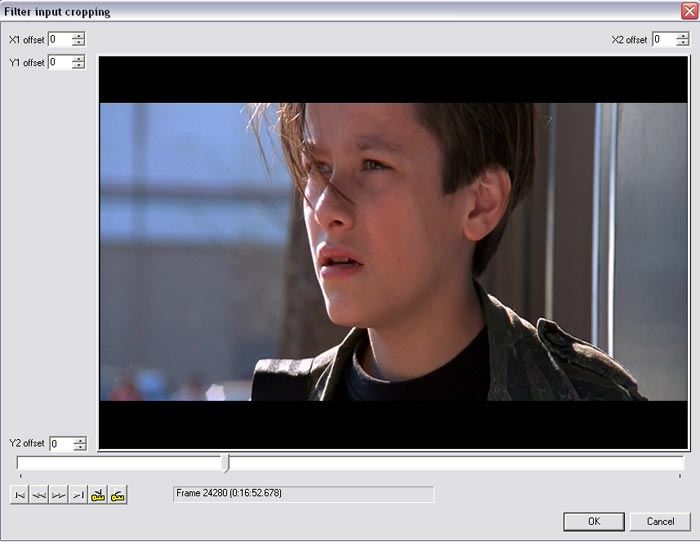 Filter input cropping
X1 offset 0
X2 offset 0
Y1 offset 0
Y2 offset 0
Frame 24280 (0:16:52.678)
OK
Cancel